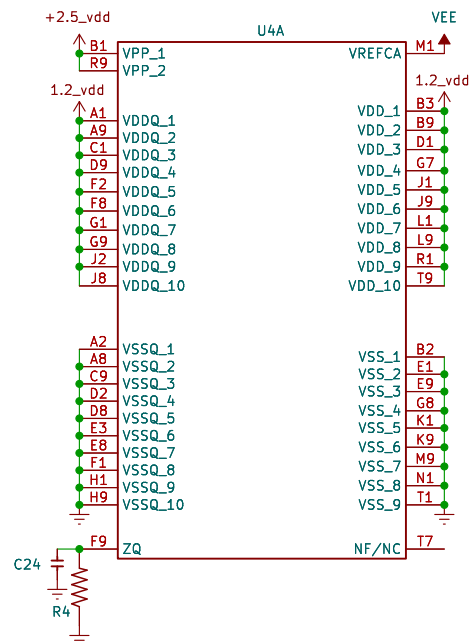 +2.5_vdd
U4A
VEE
B1 VPP_1
VREFCA M1
R9 VPP_2
1.2_vdd
1.2_vdd
A1 VDDQ_1
VDD_1 B3
A9 VDDQ_2
VDD_2 B9
C1 VDDQ_3
VDD_3 D1
D9 VDDQ_4
VDD_4 G7
F2 VDDQ_5
VDD_5 J1
F8 VDDQ_6
VDD_6 J9
G1 VDDQ_7
VDD_7 L1
G9 VDDQ_8
VDD_8 L9
J2 VDDQ_9
VDD_9 R1
J8 VDDQ_10
VDD_10 T9
A2 VSSQ_1
VSS_1 B2
A8 VSSQ_2
VSS_2 E1
C9 VSSQ_3
VSS_3 E9
D2 VSSQ_4
VSS_4 G8
D8 VSSQ_5
VSS_5 K1
E3 VSSQ_6
VSS_6 K9
E8 VSSQ_7
VSS_7 M9
F1 VSSQ_8
VSS_8 N1
H1 VSSQ_9
VSS_9 T1
H9 VSSQ_10
F9 ZQ
NF/NC T7
C24
R4